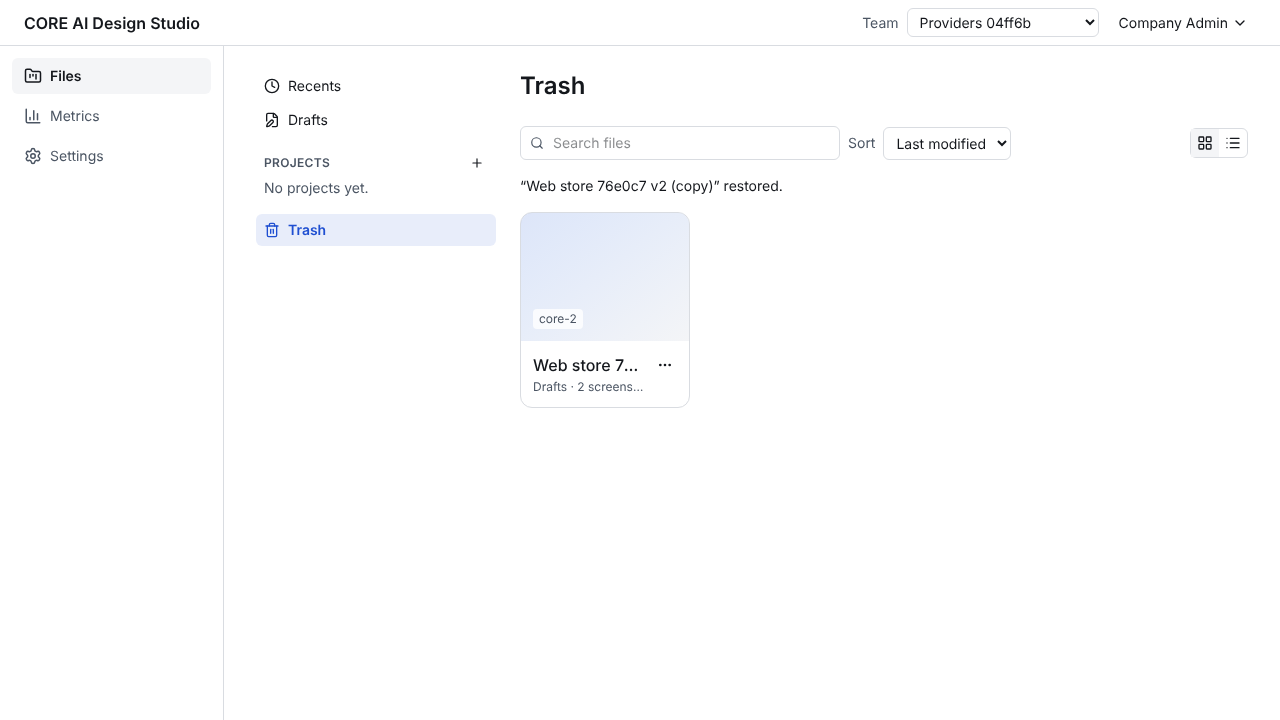 CORE AI Design Studio
Team
Providers 04ff6b
Company Admin
Files
Metrics
Settings
Recents
Drafts
PROJECTS
No projects yet.
Trash
Trash
Search files
Sort
Last modified
“Web store 76e0c7 v2 (copy)” restored.
core-2
Web store 7...
Drafts · 2 screens...